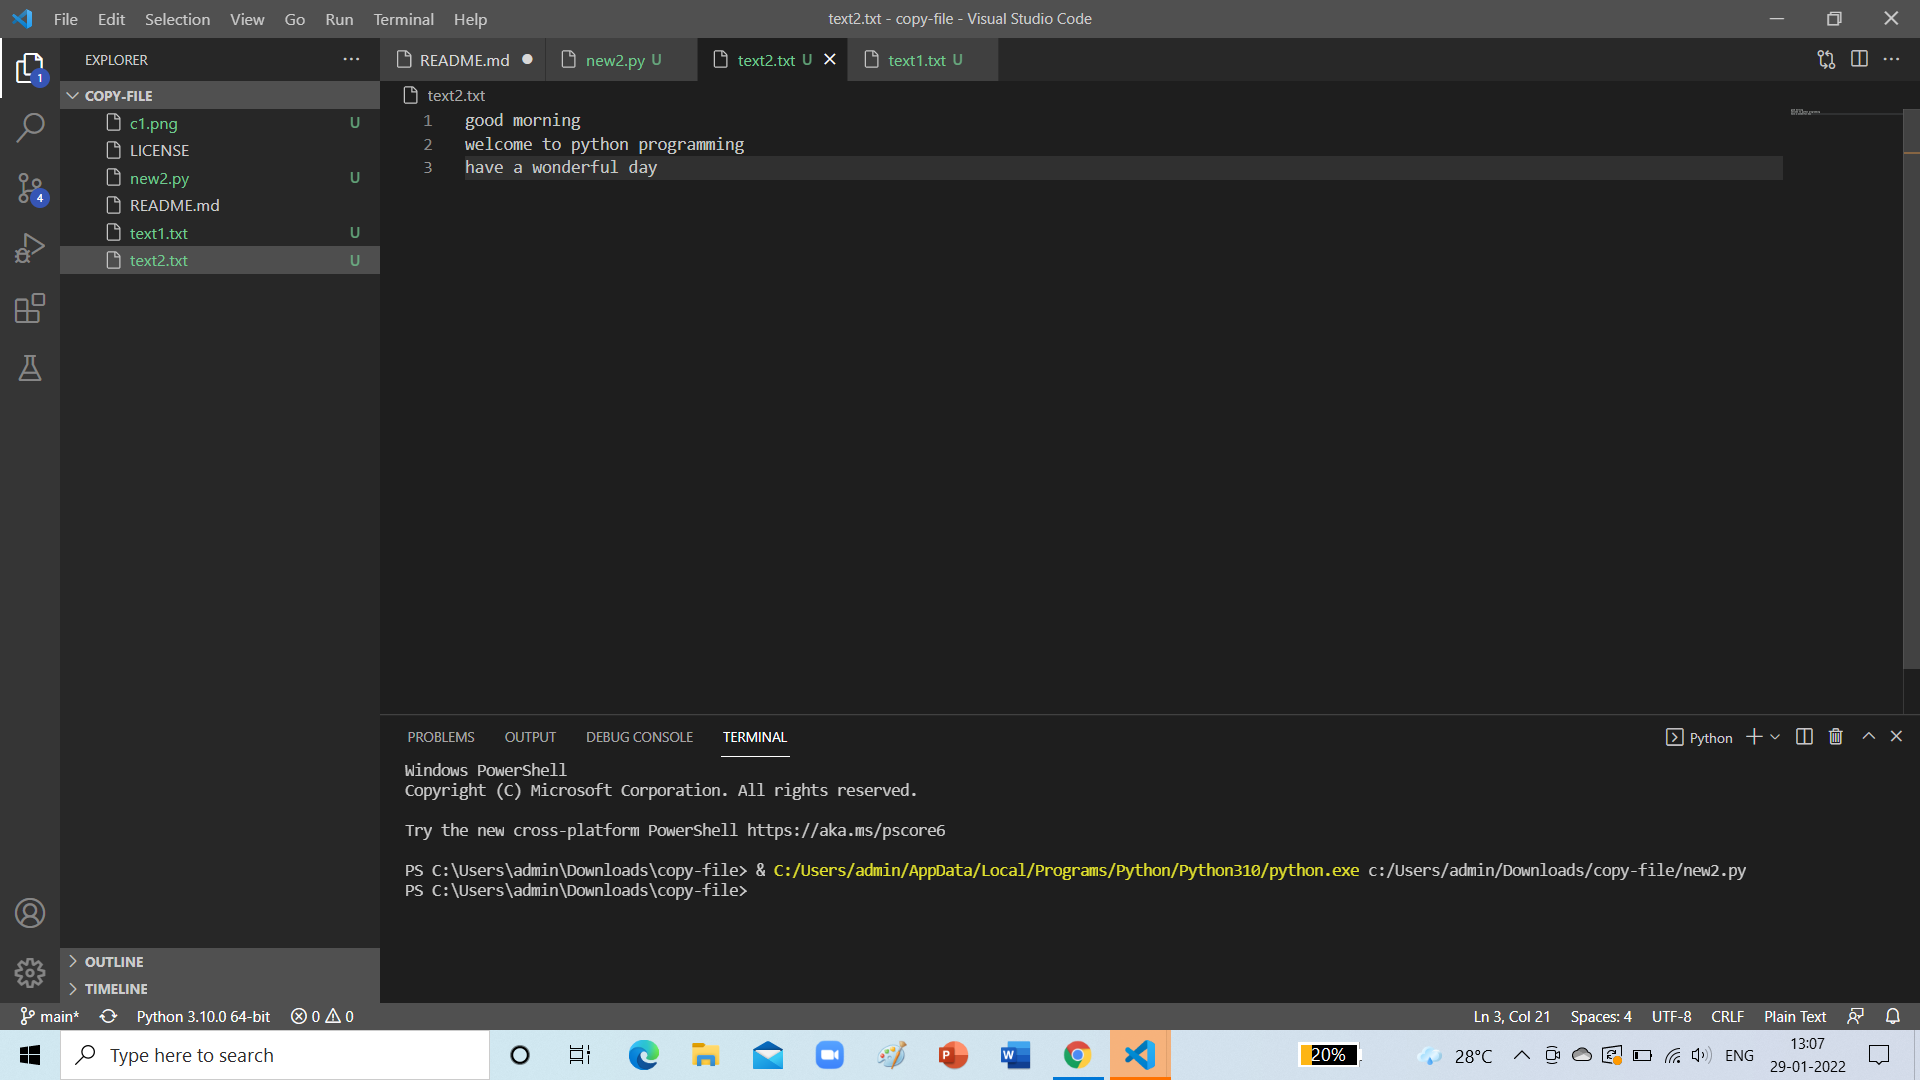 File Edit Selection View Go Run Terminal Help
text2.txt - copy-file - Visual Studio Code
EXPLORER
README.md
new2.py U
text2.txt U
text1.txt U
1
COPY-FILE
text2.txt
c1.png U
LICENSE
new2.py U
README.md
text1.txt U
text2.txt U
4
1 good morning
2 welcome to python programming
3 have a wonderful day
PROBLEMS OUTPUT DEBUG CONSOLE TERMINAL
Python
Windows PowerShell
Copyright (C) Microsoft Corporation. All rights reserved.
Try the new cross-platform PowerShell https://aka.ms/pscore6
PS C:\Users\admin\Downloads\copy-file> & C:/Users/admin/AppData/Local/Programs/Python/Python310/python.exe c:/Users/admin/Downloads/copy-file/new2.py
PS C:\Users\admin\Downloads\copy-file>
OUTLINE
TIMELINE
main* Python 3.10.0 64-bit 0 0
Ln 3, Col 21 Spaces: 4 UTF-8 CRLF Plain Text
Type here to search
20%
28°C
ENG
13:07
29-01-2022